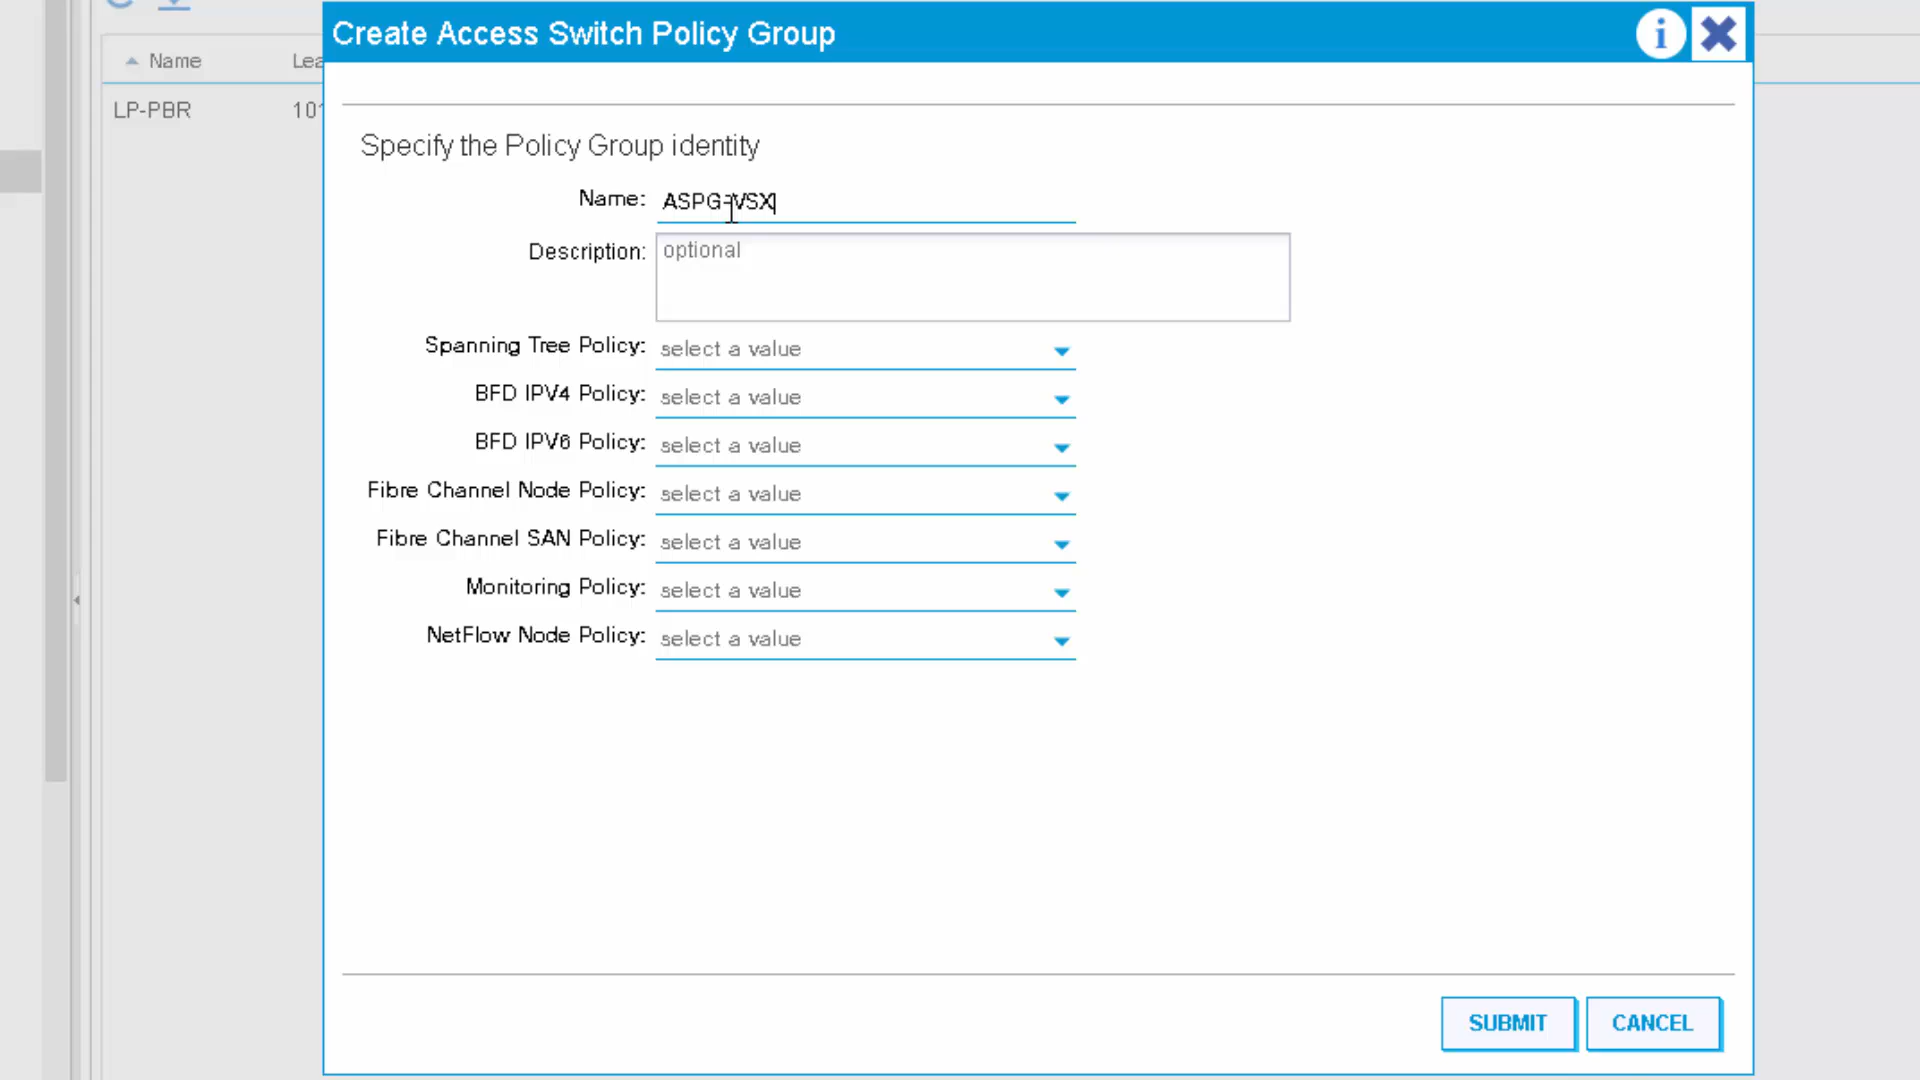 Create Access Switch Policy Group
Name
LP-PBR
Specify the Policy Group identity
Name: ASPG-VSX
Description: optional
Spanning Tree Policy: select a value
BFD IPV4 Policy: select a value
BFD IPV6 Policy: select a value
Fibre Channel Node Policy: select a value
Fibre Channel SAN Policy: select a value
Monitoring Policy: select a value
NetFlow Node Policy: select a value
SUBMIT CANCEL